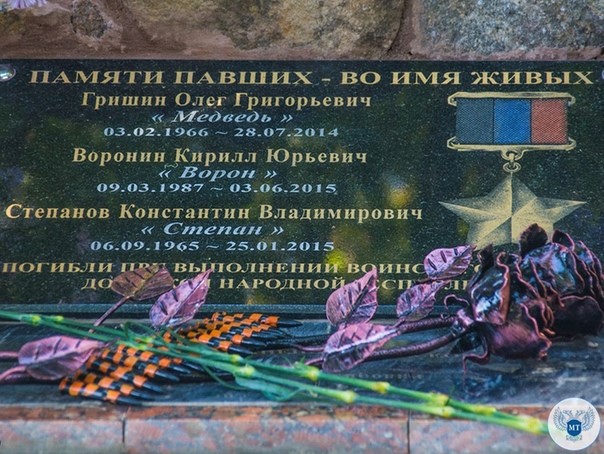 ПАМЯТИ ПАВШИХ - ВО ИМЯ ЖИВЫХ
Гришин Олег Григорьевич
« Медведь »
03.02.1966 ~ 28.07.2014
Воронин Кирилл Юрьевич
« Ворон »
09.03.1987 ~ 03.06.2015
Степанов Константин Владимирович
« Степан »
06.09.1965 ~ 25.01.2015
ПОГИБЛИ ПРИ ВЫПОЛНЕНИИ
НАРОДНОЙ
МТ